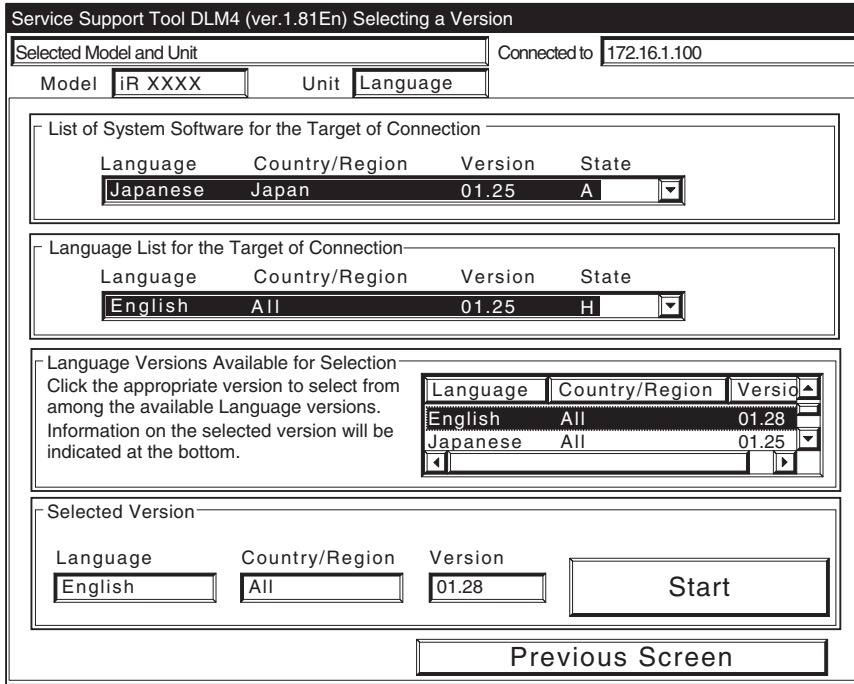 Service Support Tool DLM4 (ver.1.81En) Selecting a Version
Selected Model and Unit Connected to 172.16.1.100
Model iR XXXX Unit Language
List of System Software for the Target of Connection
Language Country/Region Version State
Japanese Japan 01.25 A
Language List for the Target of Connection
Language Country/Region Version State
English All 01.25 H
Language Versions Available for Selection
Click the appropriate version to select from
among the available Language versions.
Information on the selected version will be
indicated at the bottom.
Language Country/Region Versio
English All 01.28
Japanese All 01.25
Selected Version
Language Country/Region Version
English All 01.28
Start
Previous Screen